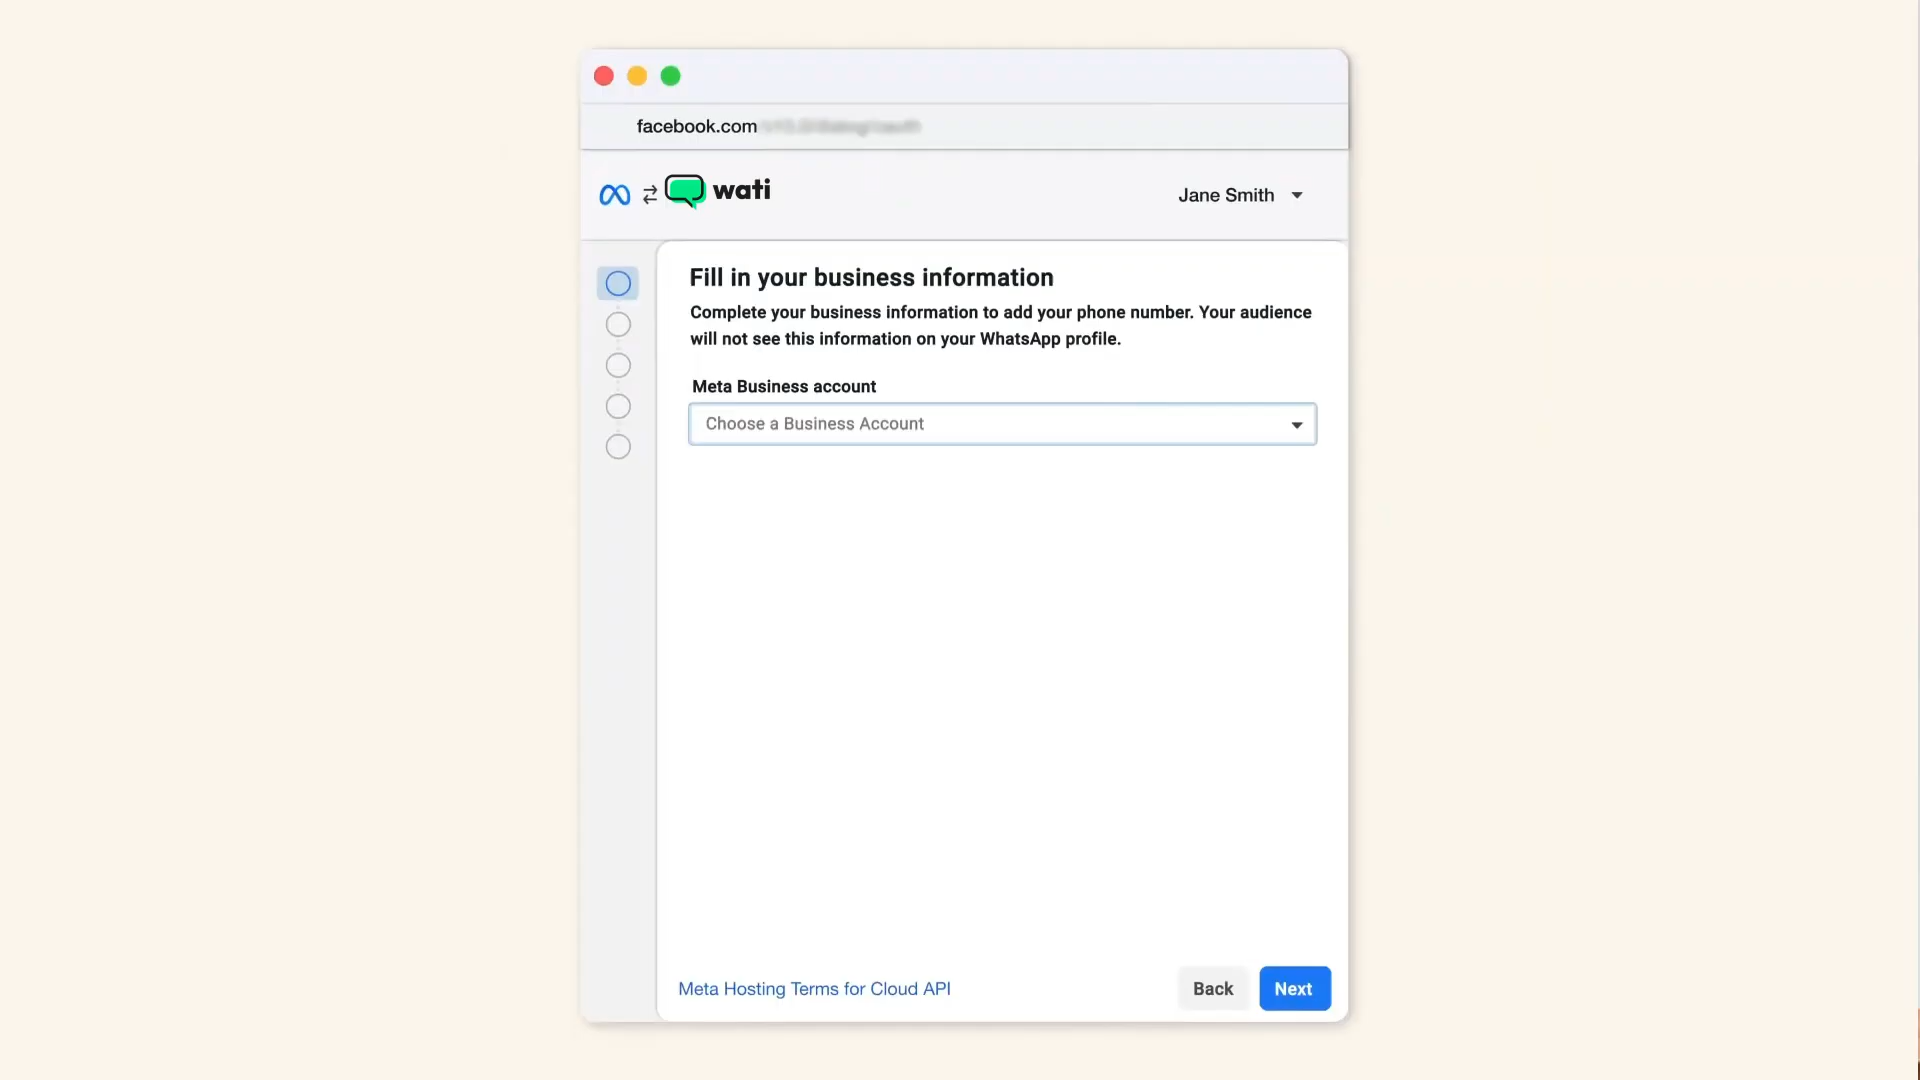 facebook.com
wati
Jane Smith
Fill in your business information
Complete your business information to add your phone number. Your audience
will not see this information on your WhatsApp profile.
Meta Business account
Choose a Business Account
Meta Hosting Terms for Cloud API
Back
Next